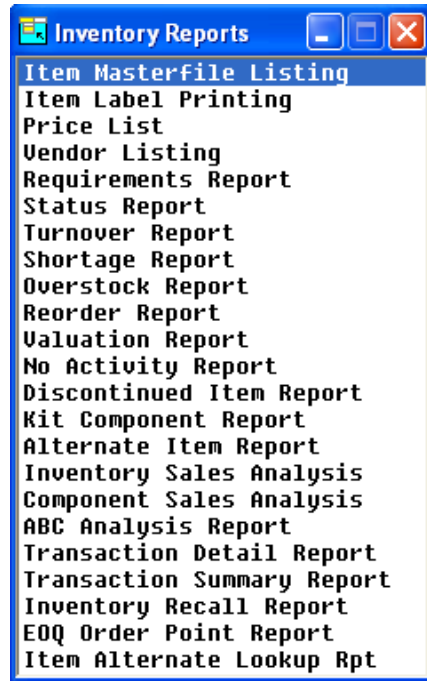 Inventory Reports
Item Masterfile Listing
Item Label Printing
Price List
Vendor Listing
Requirements Report
Status Report
Turnover Report
Shortage Report
Overstock Report
Reorder Report
Valuation Report
No Activity Report
Discontinued Item Report
Kit Component Report
Alternate Item Report
Inventory Sales Analysis
Component Sales Analysis
ABC Analysis Report
Transaction Detail Report
Transaction Summary Report
Inventory Recall Report
EOQ Order Point Report
Item Alternate Lookup Rpt